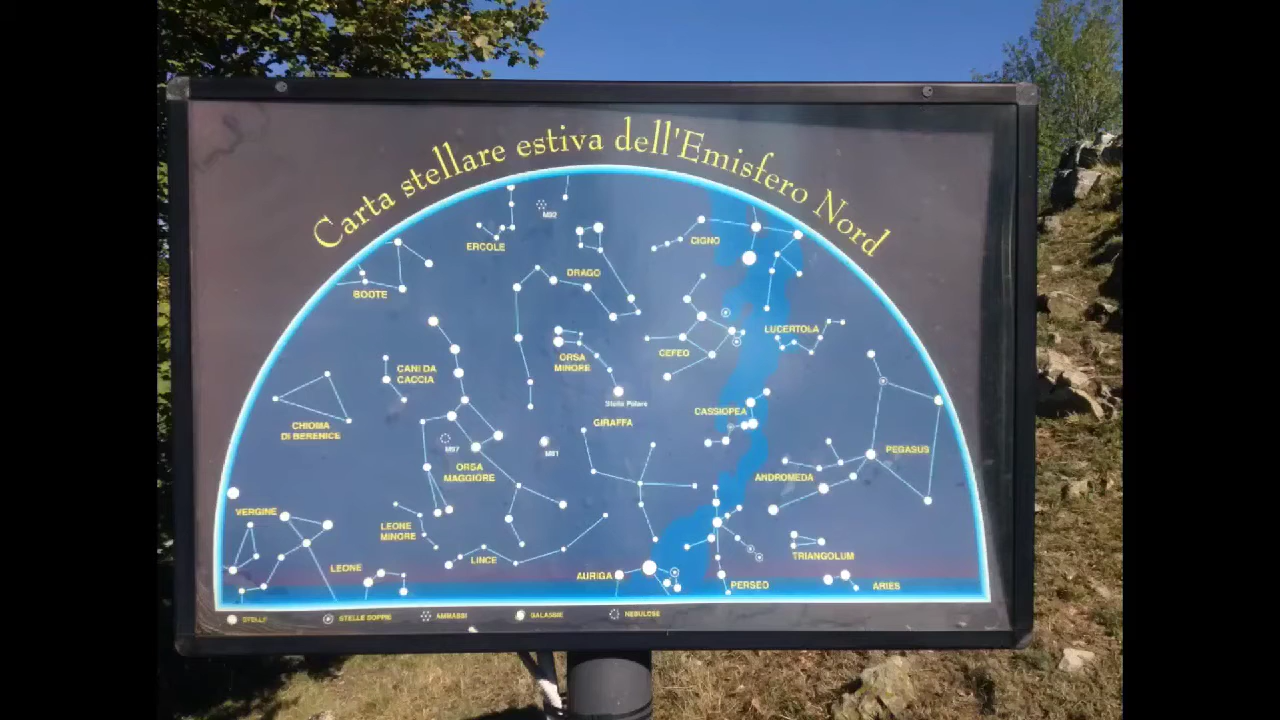 Carta stellare estiva dell'Emisfero Nord
M92
ERCOLE
CIGNO
DRAGO
BOOTE
LUCERTOLA
CEFEO
ORSA
MINORE
CANI DA
CACCIA
Stella Polare
CASSIOPEA
GIRAFFA
CHIOMA
DI BERENICE
M97
M81
PEGASUS
ORSA
MAGGIORE
ANDROMEDA
VERGINE
LEONE
MINORE
TRIANGOLUM
LINCE
LEONE
AURIGA
PERSEO
ARIES
STELLE
STELLE DOPPIE
AMMASSI
GALASSIE
NEBULOSE